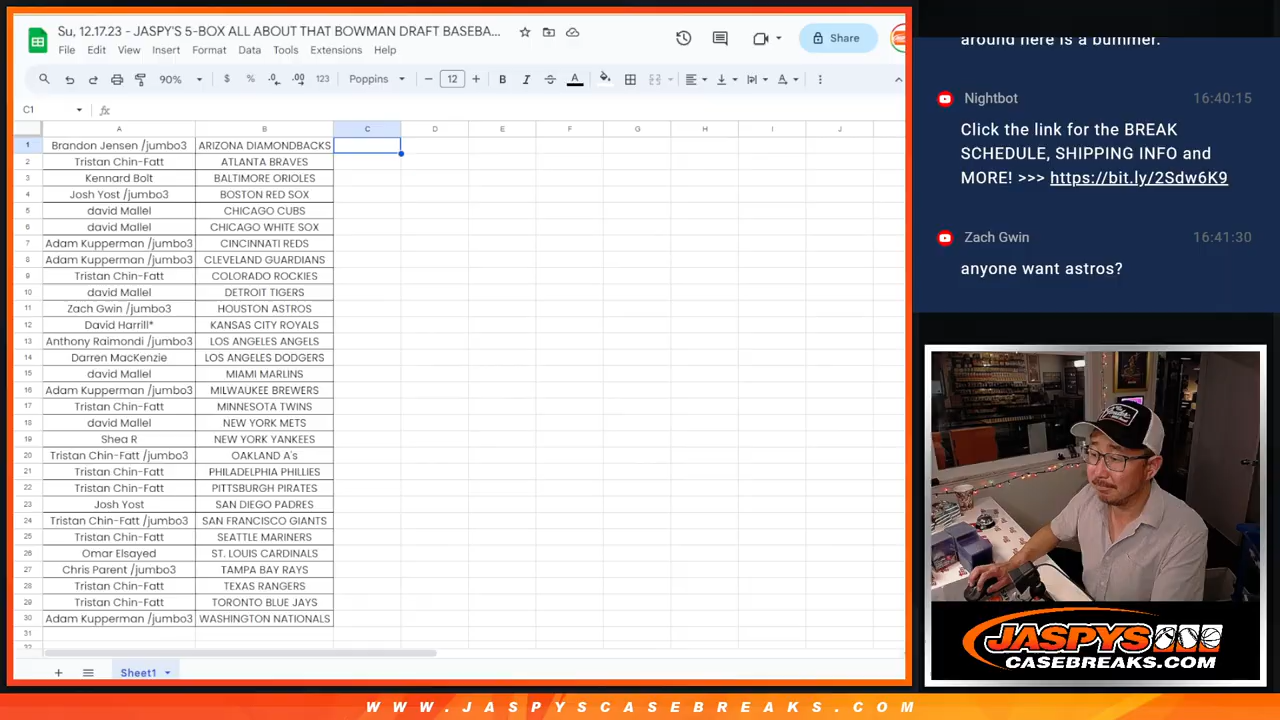 Su, 12.17.23 - JASPY'S 5-BOX ALL ABOUT THAT BOWMAN DRAFT BASEBA...
File Edit View Insert Format Data Tools Extensions Help
Share
90% $ % .0 .00 123 Poppins - 12 + B I A
C1 fx
A B C D E F G H I J
1 Brandon Jensen /jumbo3 ARIZONA DIAMONDBACKS
2 Tristan Chin-Fatt ATLANTA BRAVES
3 Kennard Bolt BALTIMORE ORIOLES
4 Josh Yost /jumbo3 BOSTON RED SOX
5 david Mallel CHICAGO CUBS
6 david Mallel CHICAGO WHITE SOX
7 Adam Kupperman /jumbo3 CINCINNATI REDS
8 Adam Kupperman /jumbo3 CLEVELAND GUARDIANS
9 Tristan Chin-Fatt COLORADO ROCKIES
10 david Mallel DETROIT TIGERS
11 Zach Gwin /jumbo3 HOUSTON ASTROS
12 David Harrill* KANSAS CITY ROYALS
13 Anthony Raimondi /jumbo3 LOS ANGELES ANGELS
14 Darren MacKenzie LOS ANGELES DODGERS
15 david Mallel MIAMI MARLINS
16 Adam Kupperman /jumbo3 MILWAUKEE BREWERS
17 Tristan Chin-Fatt MINNESOTA TWINS
18 david Mallel NEW YORK METS
19 Shea R NEW YORK YANKEES
20 Tristan Chin-Fatt /jumbo3 OAKLAND A's
21 Tristan Chin-Fatt PHILADELPHIA PHILLIES
22 Tristan Chin-Fatt PITTSBURGH PIRATES
23 Josh Yost SAN DIEGO PADRES
24 Tristan Chin-Fatt /jumbo3 SAN FRANCISCO GIANTS
25 Tristan Chin-Fatt SEATTLE MARINERS
26 Omar Elsayed ST. LOUIS CARDINALS
27 Chris Parent /jumbo3 TAMPA BAY RAYS
28 Tristan Chin-Fatt TEXAS RANGERS
29 Tristan Chin-Fatt TORONTO BLUE JAYS
30 Adam Kupperman /jumbo3 WASHINGTON NATIONALS
31
32
+ Sheet1
around here is a bummer.
Nightbot 16:40:15
Click the link for the BREAK
SCHEDULE, SHIPPING INFO and
MORE! >>> https://bit.ly/2Sdw6K9
Zach Gwin 16:41:30
anyone want astros?
JASPYS
CASEBREAKS.COM
WWW.JASPYSCASEBREAKS.COM